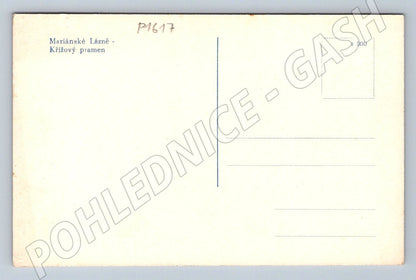 P1617
Mariánské Lázně -
Křížový pramen
POHLEDNICE - GASH